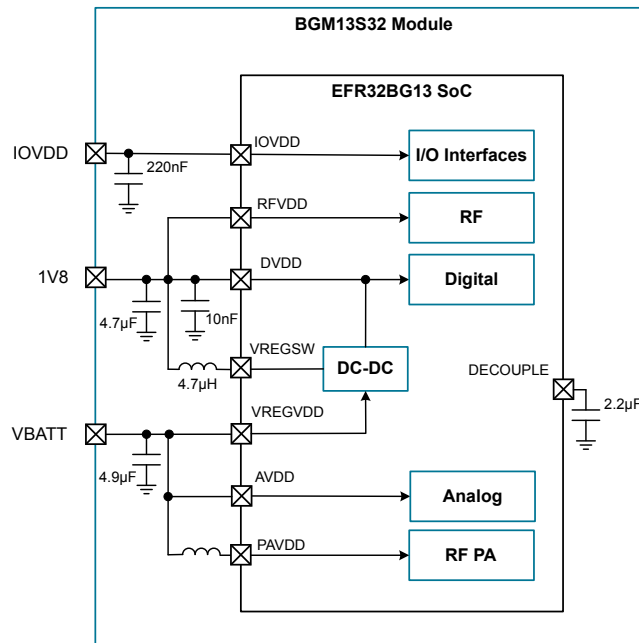 BGM13S32 Module
EFR32BG13 SoC
IOVDD
220nF
IOVDD
I/O Interfaces
RFVDD
RF
1V8
4.7µF
10nF
DVDD
Digital
4.7µH
VREGSW
DC-DC
DECOUPLE
2.2µF
VBATT
4.9µF
VREGVDD
AVDD
Analog
PAVDD
RF PA